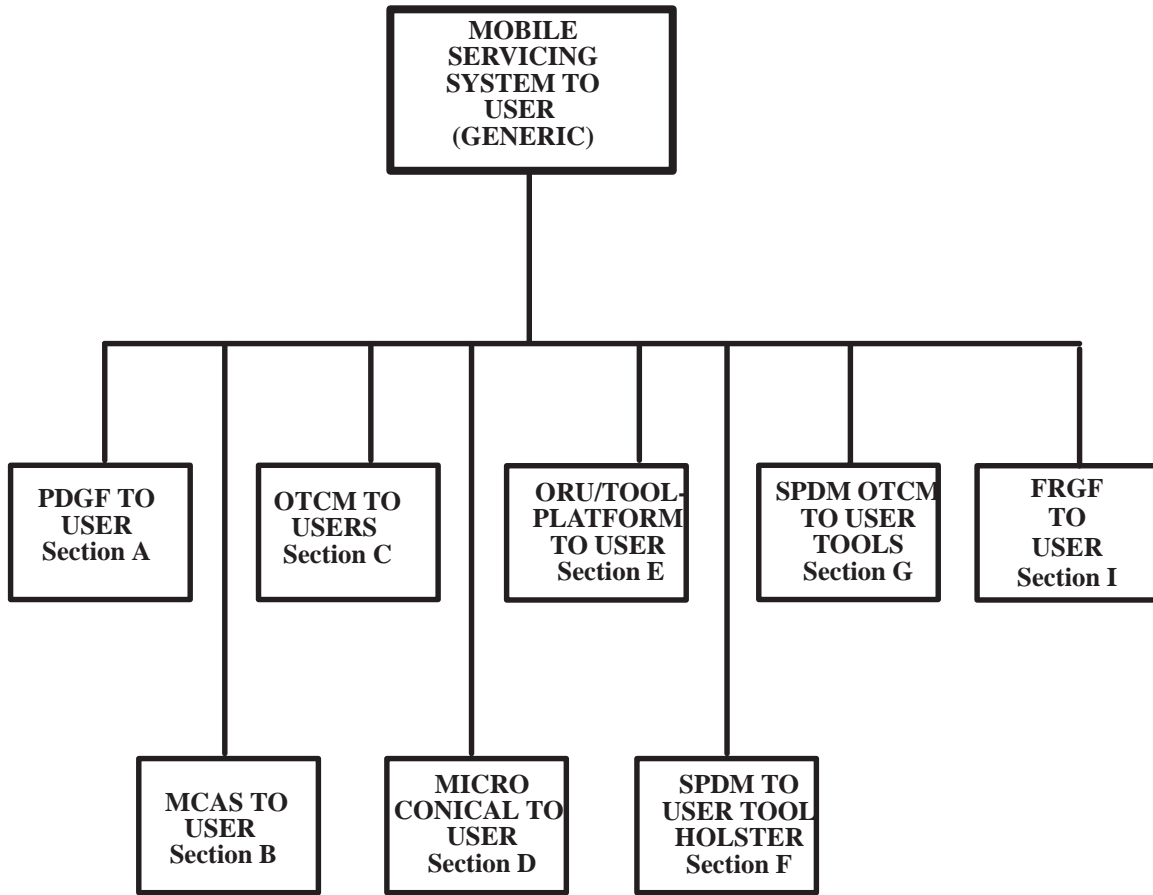 MOBILE
SERVICING
SYSTEM TO
USER
(GENERIC)
PDGF TO
USER
Section A
OTCM TO
USERS
Section C
ORU/TOOL-
PLATFORM
TO USER
Section E
SPDM OTCM
TO USER
TOOLS
Section G
FRGF
TO
USER
Section I
MCAS TO
USER
Section B
MICRO
CONICAL TO
USER
Section D
SPDM TO
USER TOOL
HOLSTER
Section F